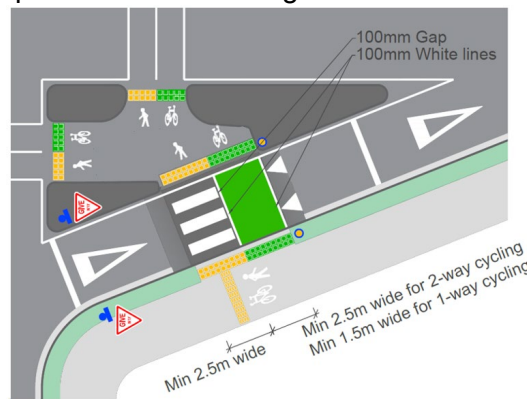 100mm Gap
100mm White lines
GIVE WAY
GIVE WAY
Min 2.5m wide for 2-way cycling
Min 1.5m wide for 1-way cycling
Min 2.5m wide